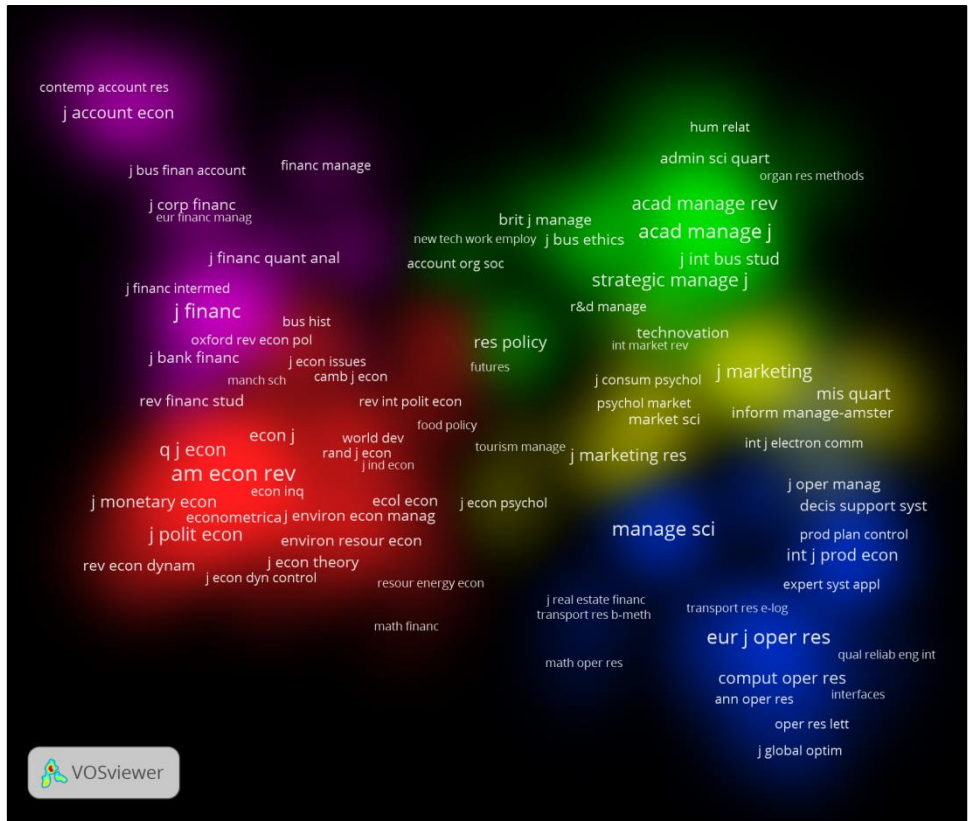 contemp account res
j account econ
hum relat
j bus finan account
financ manage
admin sci quart
organ res methods
j corp financ
eur financ manag
acad manage rev
brit j manage
acad manage j
new tech work employ
j bus ethics
j financ quant anal
account org soc
j int bus stud
strategic manage j
j financ intermed
j financ
r&d manage
bus hist
technovation
oxford rev econ pol
res policy
int market rev
j bank financ
j econ issues
futures
j marketing
manch sch
camb j econ
j consum psychol
mis quart
rev financ stud
rev int polit econ
psychol market
inform manage-amster
market sci
food policy
econ j
world dev
int j electron comm
q j econ
rand j econ
tourism manage
j marketing res
j ind econ
am econ rev
j oper manag
econ inq
j monetary econ
ecol econ
j econ psychol
decis support syst
econometrica
j environ econ manag
manage sci
j polit econ
environ resour econ
prod plan control
int j prod econ
rev econ dynam
j econ theory
j econ dyn control
resour energy econ
expert syst appl
j real estate financ
transport res b-meth
transport res e-log
math financ
eur j oper res
math oper res
qual reliab eng int
comput oper res
ann oper res
interfaces
oper res lett
j global optim
VOSviewer